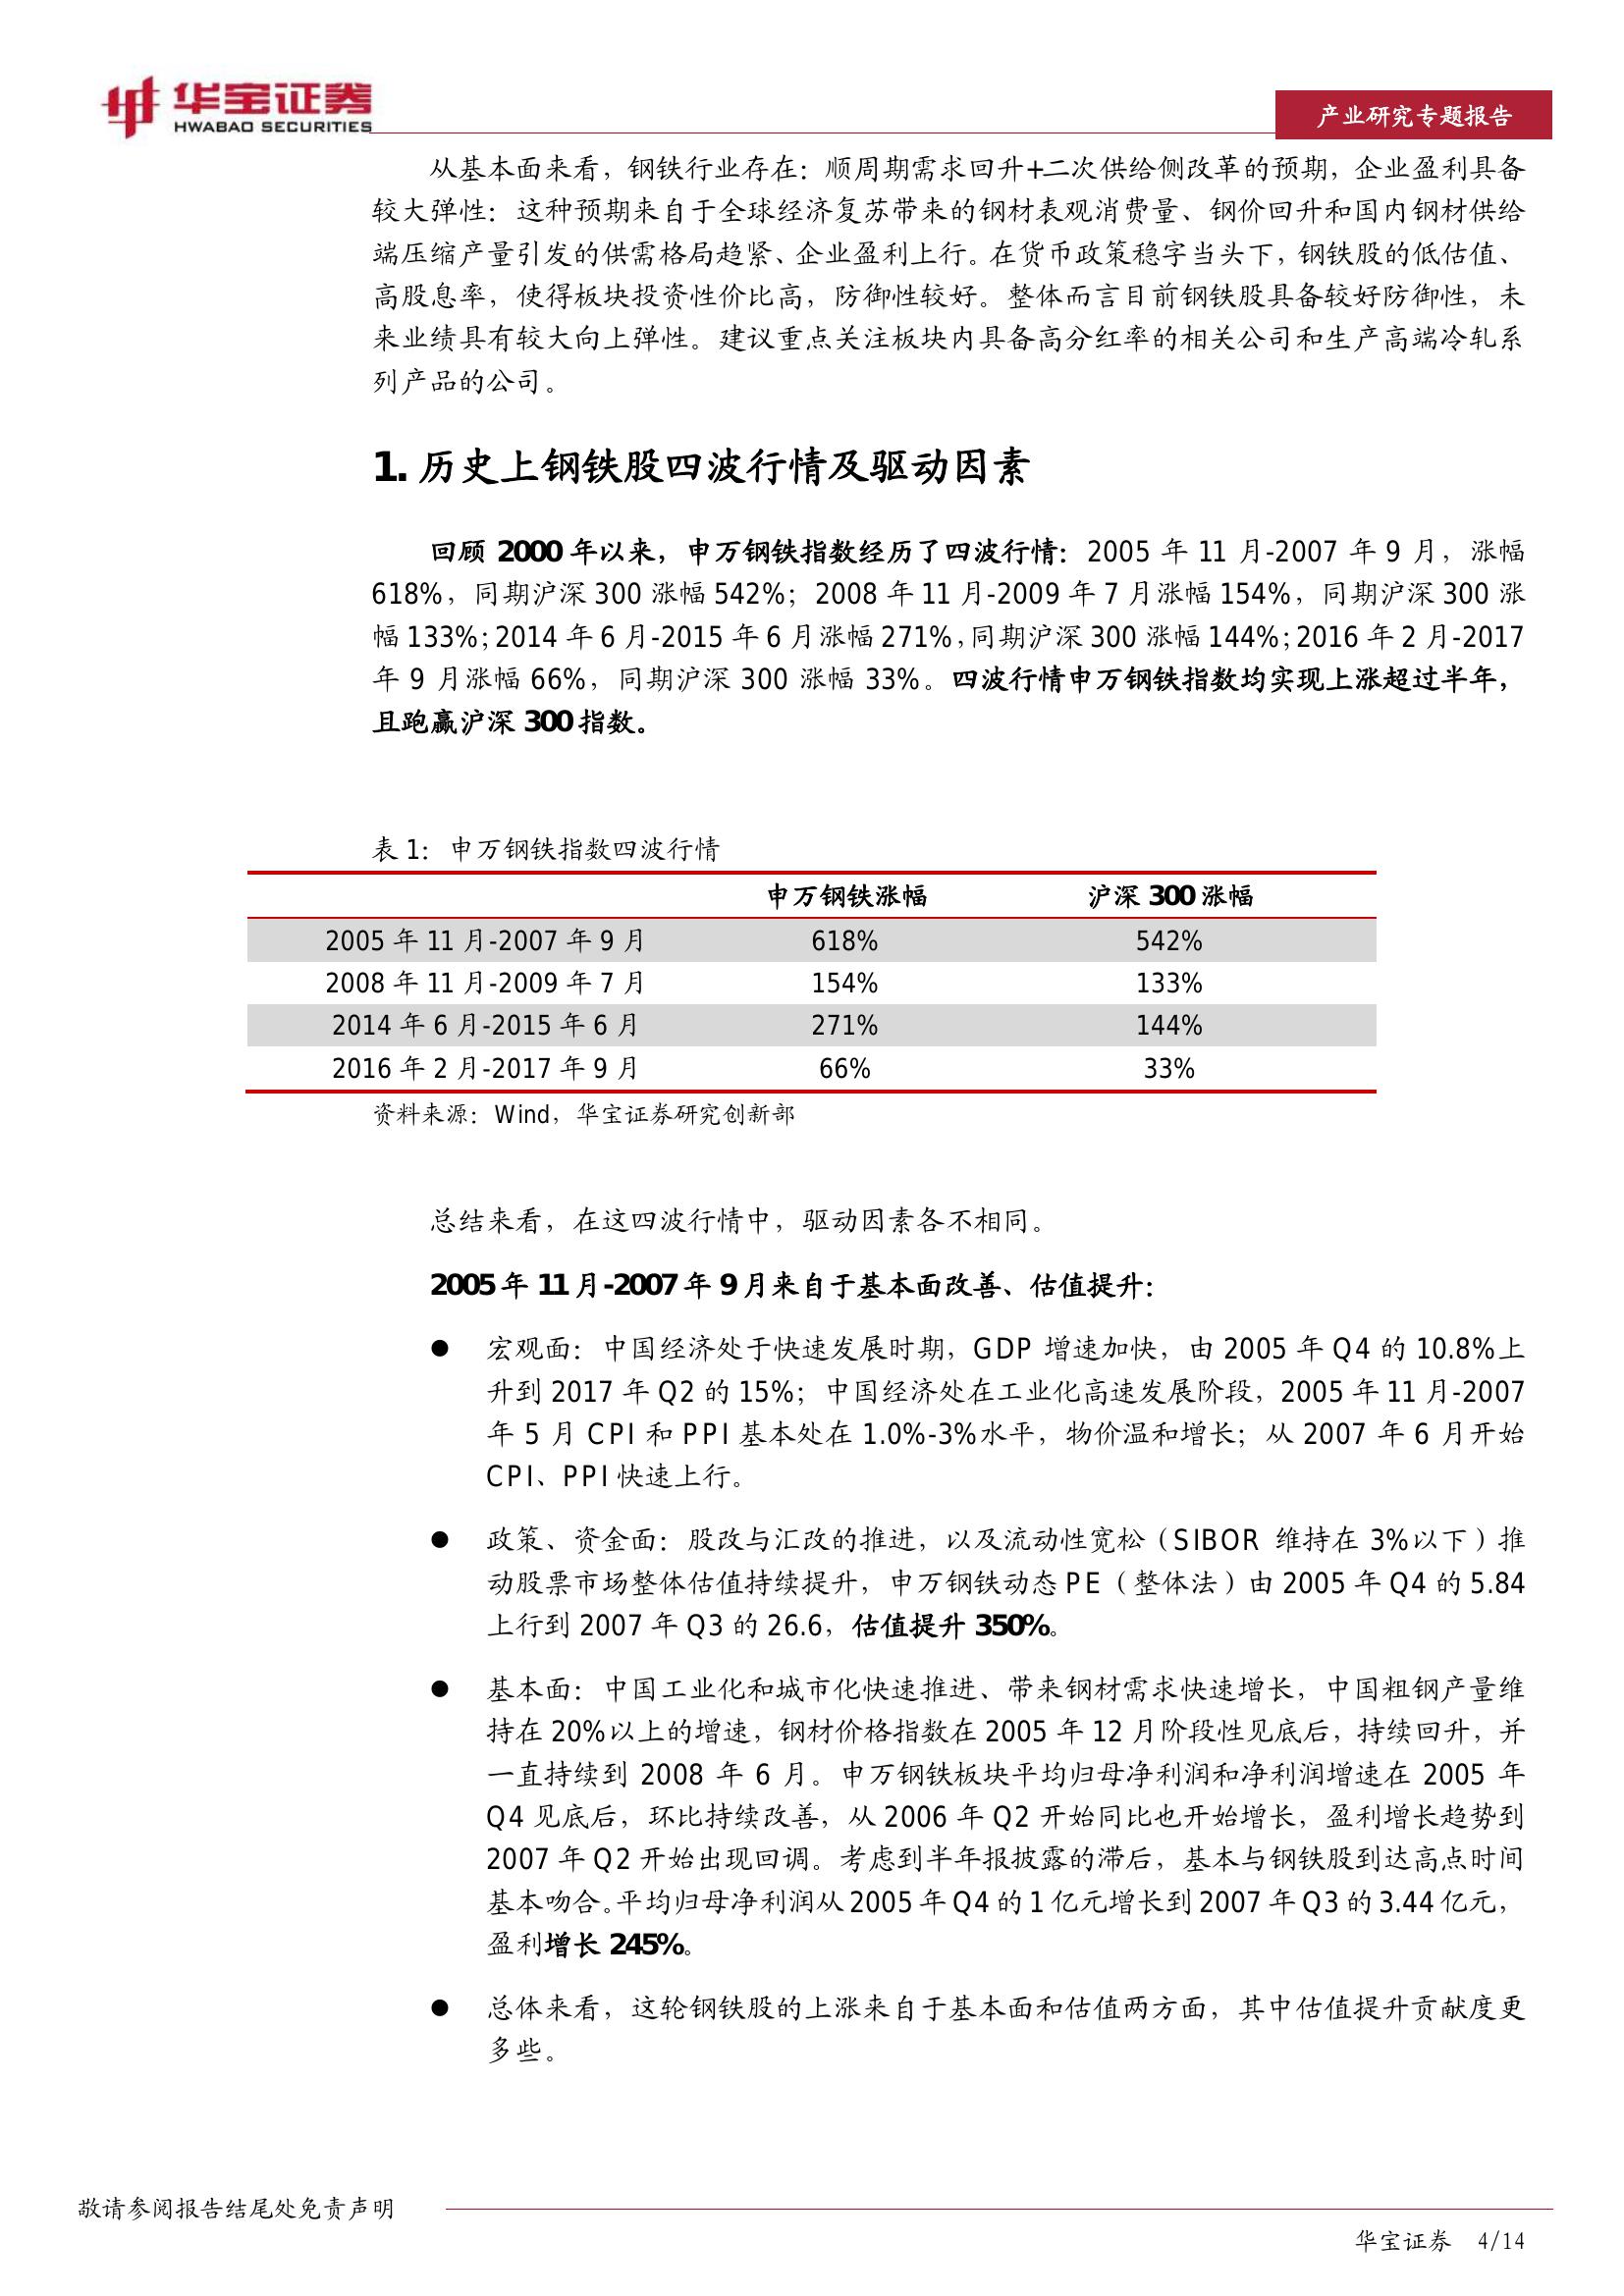 华宝证券
HWABAO SECURITIES
产业研究专题报告
从基本面来看，钢铁行业存在：顺周期需求回升+二次供给侧改革的预期，企业盈利具备
较大弹性：这种预期来自于全球经济复苏带来的钢材表观消费量、钢价回升和国内钢材供给
端压缩产量引发的供需格局趋紧、企业盈利上行。在货币政策稳字当头下，钢铁股的低估值、
高股息率，使得板块投资性价比高，防御性较好。整体而言目前钢铁股具备较好防御性，未
来业绩具有较大向上弹性。建议重点关注板块内具备高分红率的相关公司和生产高端冷轧系
列产品的公司。
1. 历史上钢铁股四波行情及驱动因素
回顾 2000 年以来，申万钢铁指数经历了四波行情：2005 年 11 月-2007 年 9 月，涨幅
618%，同期沪深 300 涨幅 542%；2008 年 11 月-2009 年 7 月涨幅 154%，同期沪深 300 涨
幅 133%；2014 年 6 月-2015 年 6 月涨幅 271%，同期沪深 300 涨幅 144%；2016 年 2 月-2017
年 9 月涨幅 66%，同期沪深 300 涨幅 33%。四波行情申万钢铁指数均实现上涨超过半年，
且跑赢沪深 300 指数。
表 1：申万钢铁指数四波行情
申万钢铁涨幅 沪深 300 涨幅
2005 年 11 月-2007 年 9 月 618% 542%
2008 年 11 月-2009 年 7 月 154% 133%
2014 年 6 月-2015 年 6 月 271% 144%
2016 年 2 月-2017 年 9 月 66% 33%
资料来源：Wind，华宝证券研究创新部
总结来看，在这四波行情中，驱动因素各不相同。
2005 年 11 月-2007 年 9 月来自于基本面改善、估值提升：
● 宏观面：中国经济处于快速发展时期，GDP 增速加快，由 2005 年 Q4 的 10.8%上
升到 2017 年 Q2 的 15%；中国经济处在工业化高速发展阶段，2005 年 11 月-2007
年 5 月 CPI 和 PPI 基本处在 1.0%-3%水平，物价温和增长；从 2007 年 6 月开始
CPI、PPI 快速上行。
● 政策、资金面：股改与汇改的推进，以及流动性宽松（SIBOR 维持在 3%以下）推
动股票市场整体估值持续提升，申万钢铁动态 PE（整体法）由 2005 年 Q4 的 5.84
上行到 2007 年 Q3 的 26.6，估值提升 350%。
● 基本面：中国工业化和城市化快速推进、带来钢材需求快速增长，中国粗钢产量维
持在 20%以上的增速，钢材价格指数在 2005 年 12 月阶段性见底后，持续回升，并
一直持续到 2008 年 6 月。申万钢铁板块平均归母净利润和净利润增速在 2005 年
Q4 见底后，环比持续改善，从 2006 年 Q2 开始同比也开始增长，盈利增长趋势到
2007 年 Q2 开始出现回调。考虑到半年报披露的滞后，基本与钢铁股到达高点时间
基本吻合。平均归母净利润从 2005 年 Q4 的 1 亿元增长到 2007 年 Q3 的 3.44 亿元，
盈利增长 245%。
● 总体来看，这轮钢铁股的上涨来自于基本面和估值两方面，其中估值提升贡献度更
多些。
敬请参阅报告结尾处免责声明
华宝证券 4/14